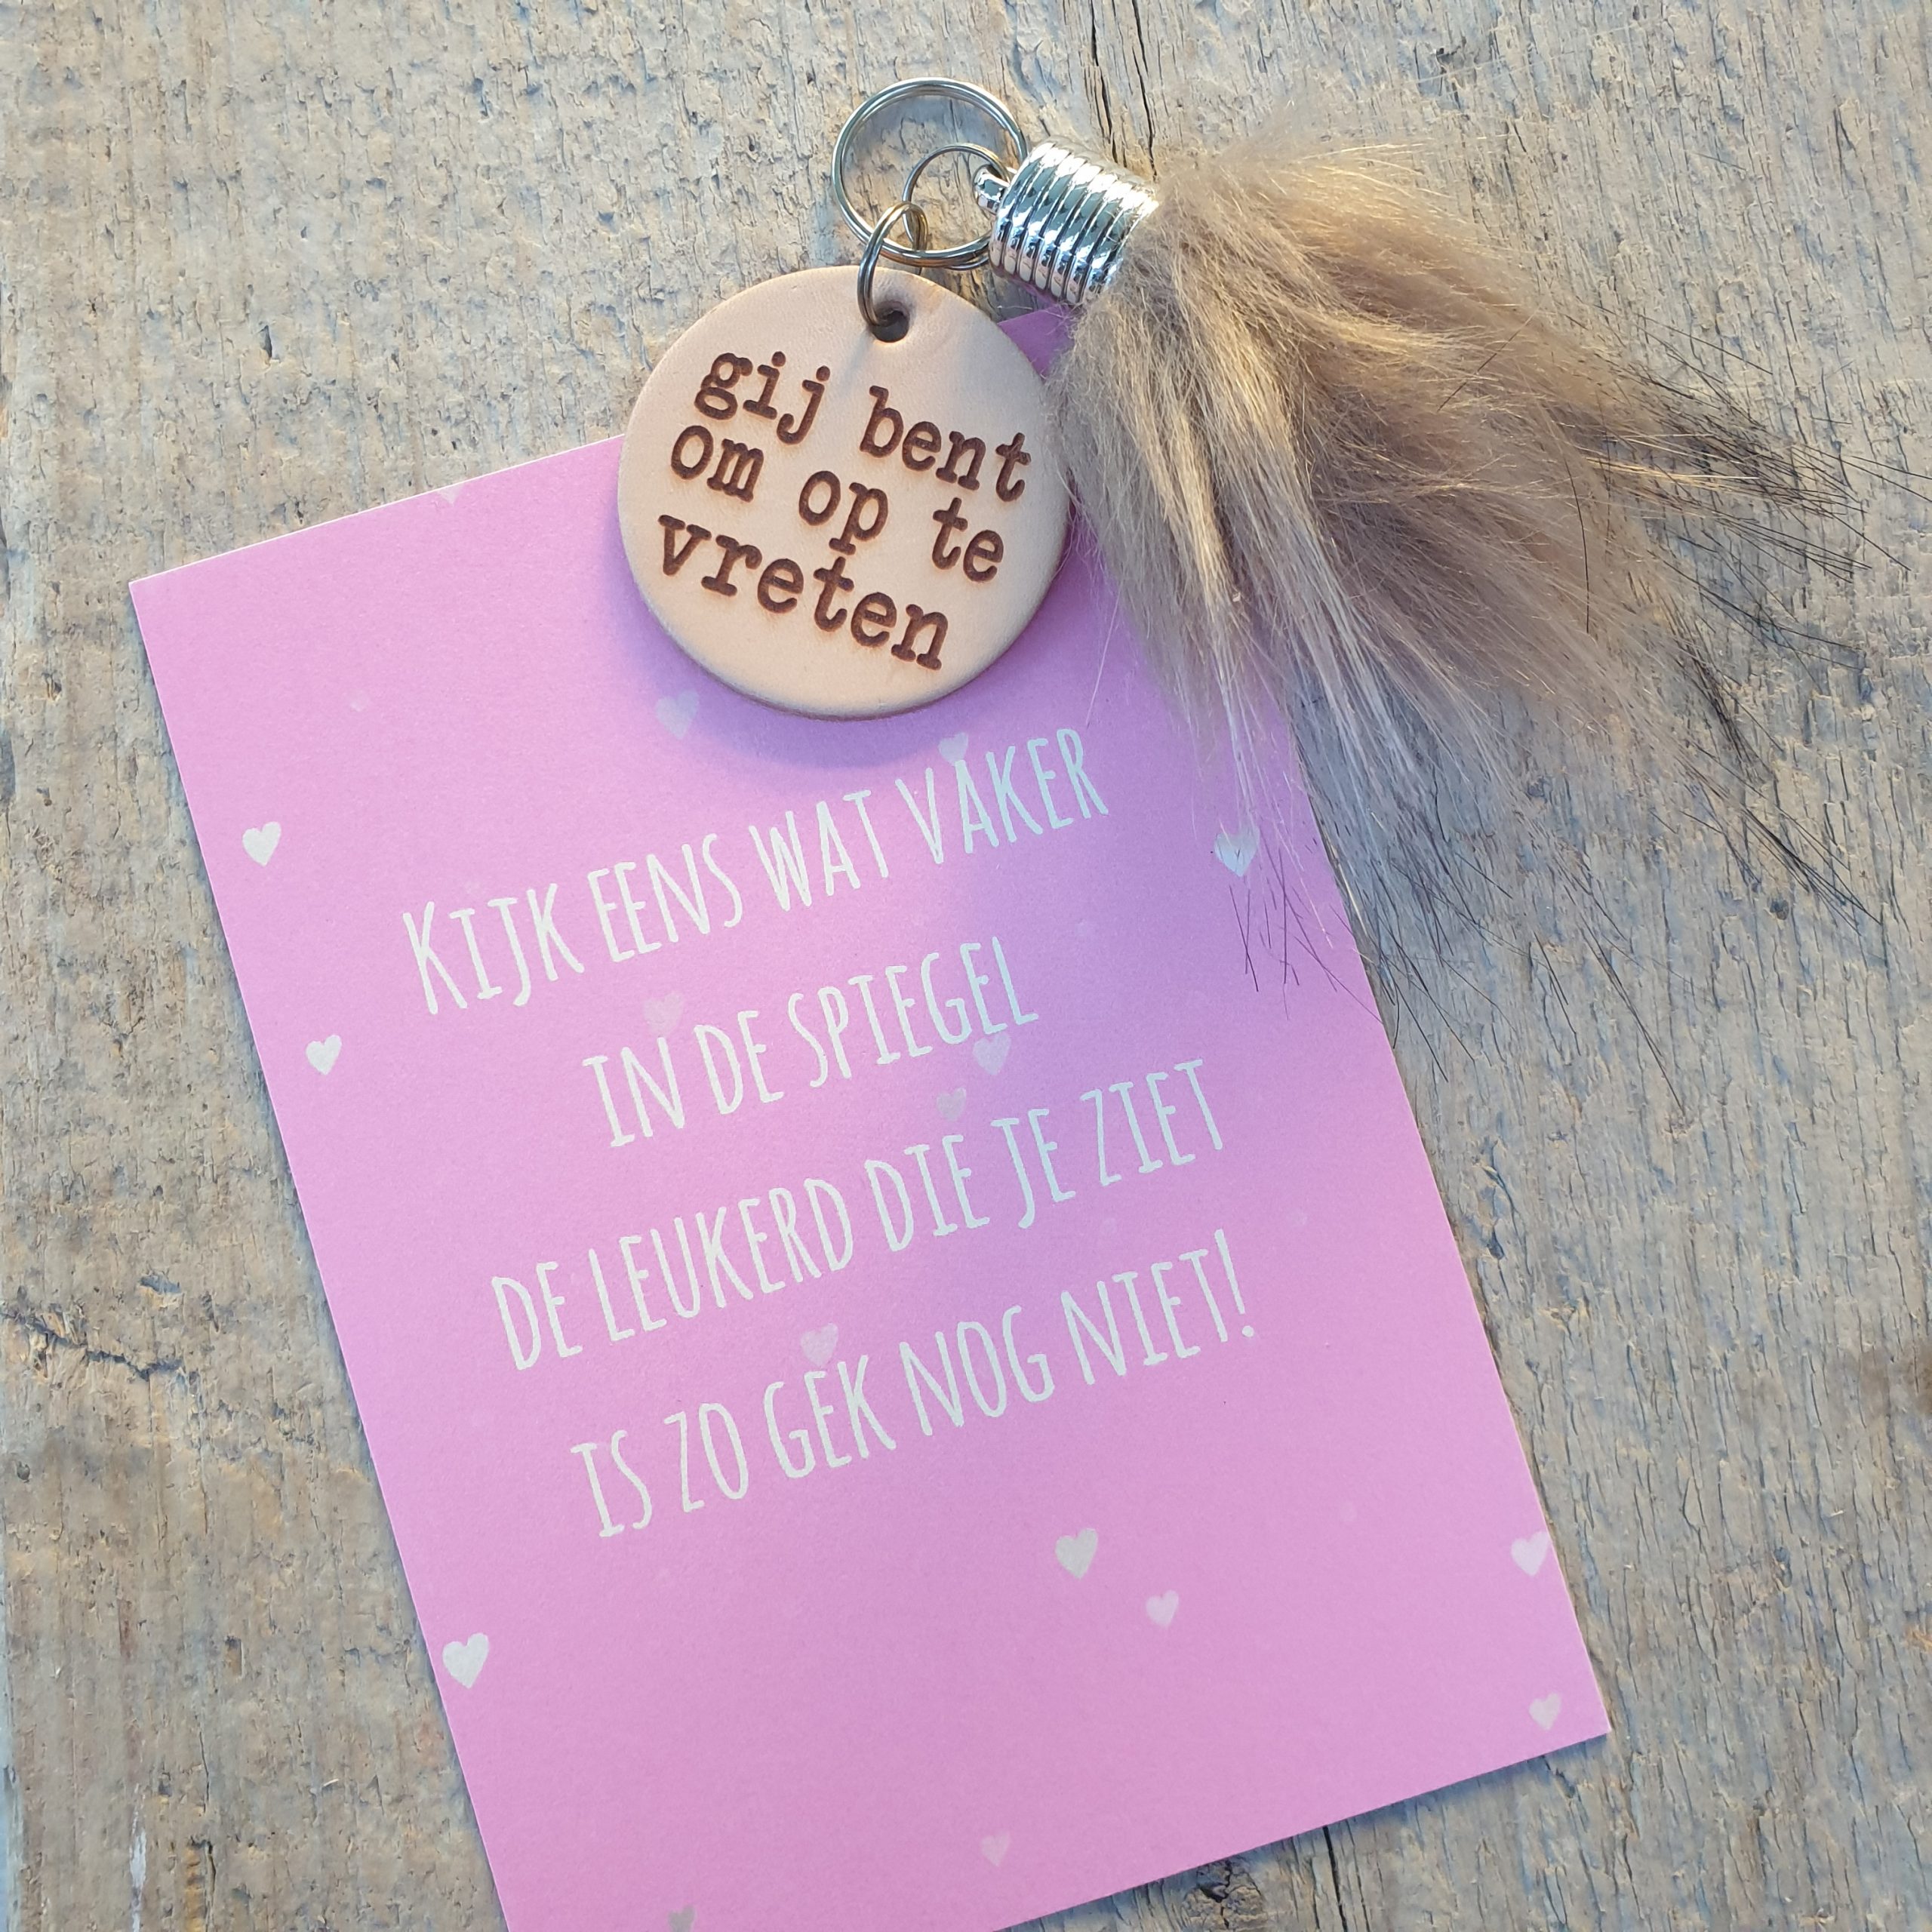 gij bent
om op te
vreten
KIJK EENS WAT VAKER
IN DE SPIEGEL
DE LEUKERD DIE JE ZIET
IS ZO GEK NOG NIET!